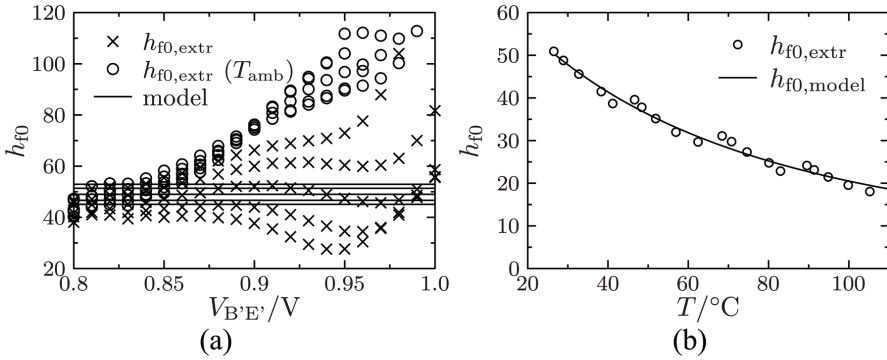 120
100
80
60
40
20
h_f0
× h_f0,extr
○ h_f0,extr (T_amb)
model
0.8 0.85 0.9 0.95 1.0
V_B'E'/V
(a)
60
50
40
30
20
10
0
h_f0
○ h_f0,extr
h_f0,model
20 40 60 80 100
T/°C
(b)